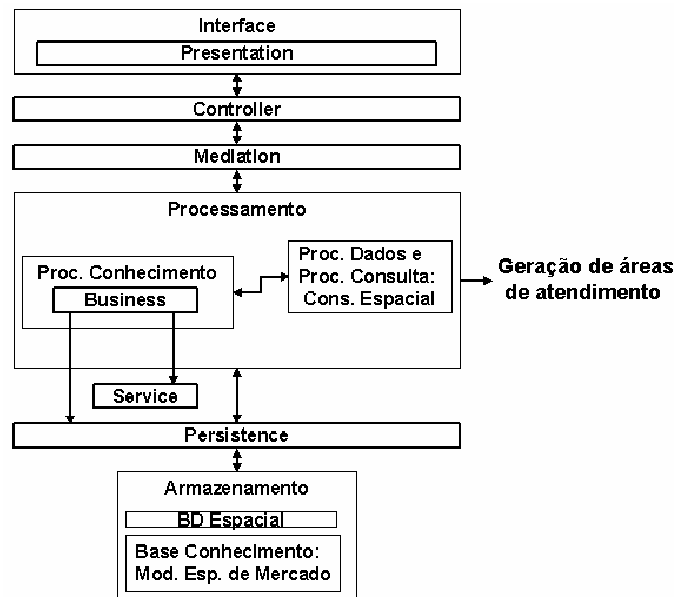 Interface
Presentation
Controller
Mediation
Processamento
Proc. Conhecimento
Business
Proc. Dados e
Proc. Consulta:
Cons. Espacial
Geração de áreas
de atendimento
Service
Persistence
Armazenamento
BD Espacial
Base Conhecimento:
Mod. Esp. de Mercado